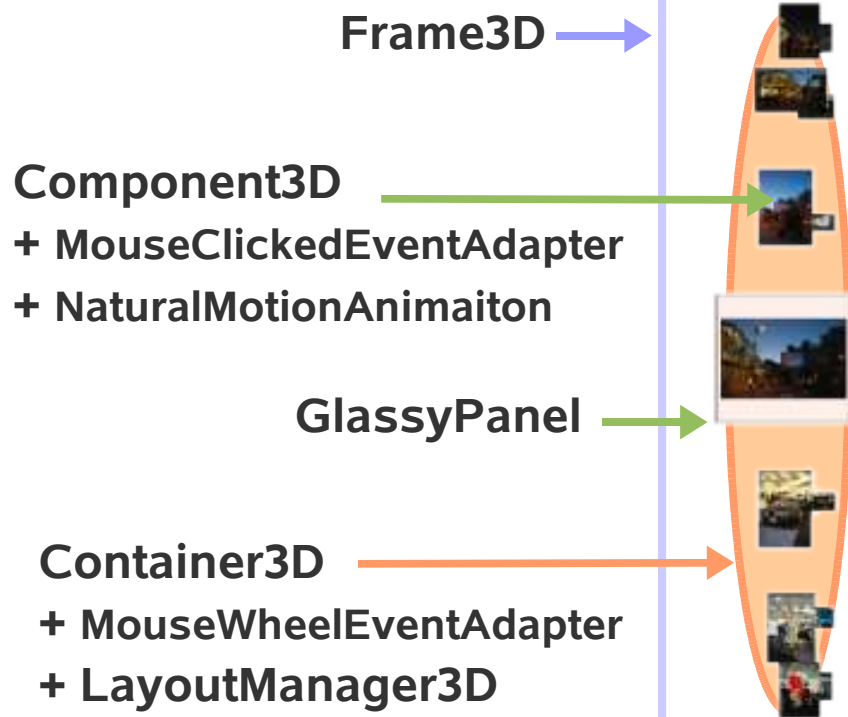 Frame3D
Component3D
+ MouseClickedEventAdapter
+ NaturalMotionAnimaiton
GlassyPanel
Container3D
+ MouseWheelEventAdapter
+ LayoutManager3D